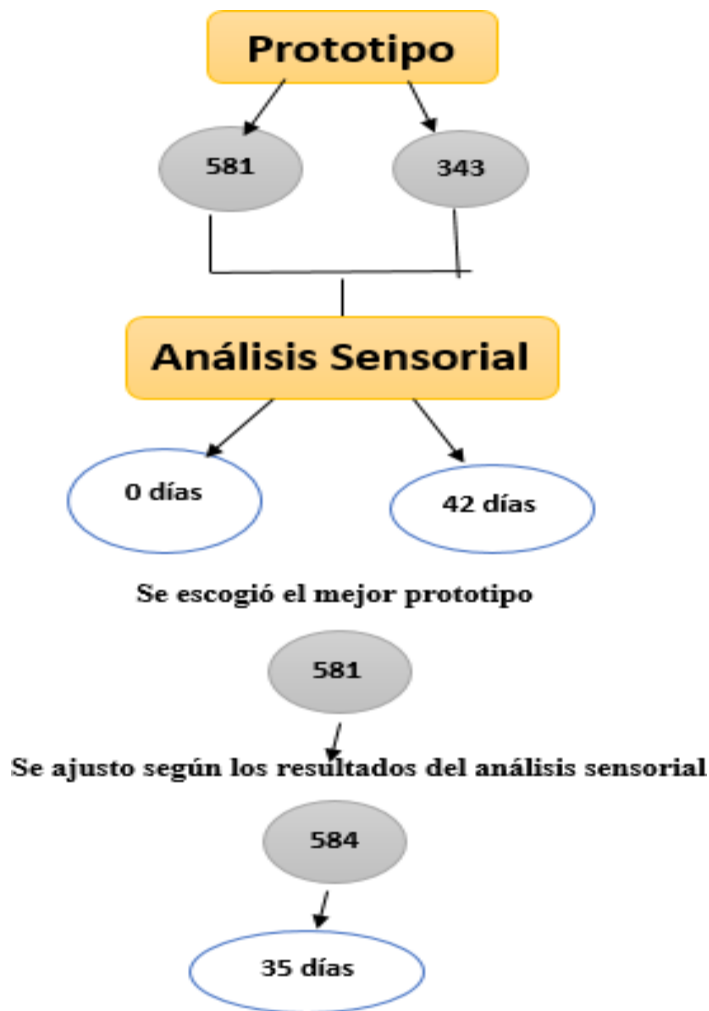 Prototipo
581
343
Análisis Sensorial
0 días
42 días
Se escogió el mejor prototipo
581
Se ajusto según los resultados del análisis sensorial
584
35 días